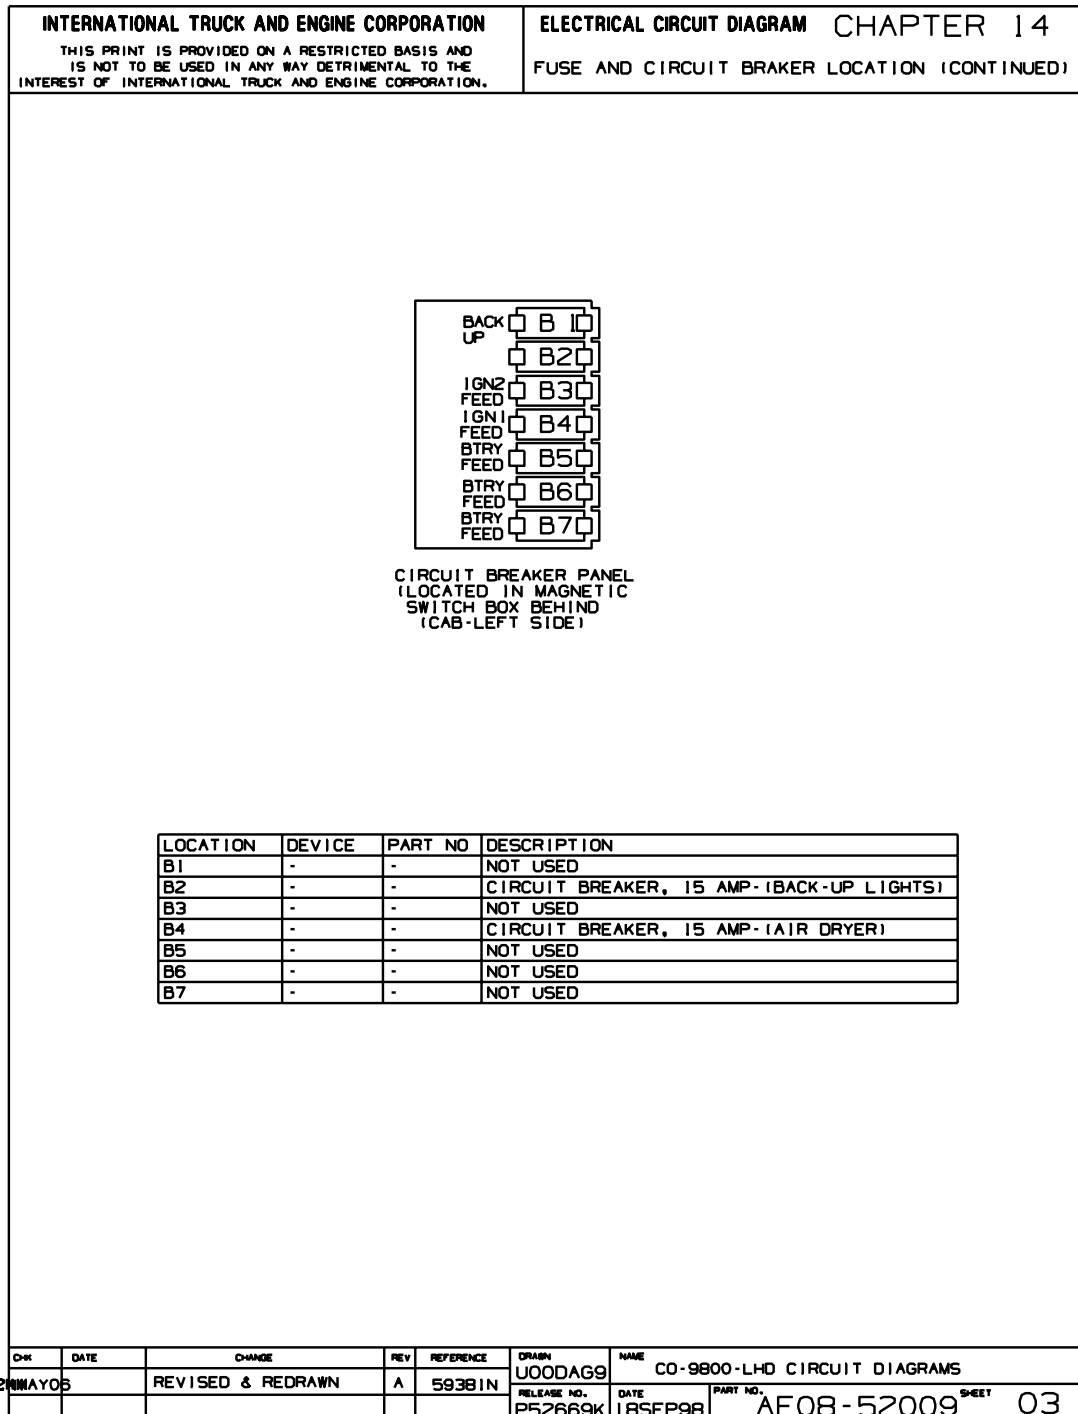 INTERNATIONAL TRUCK AND ENGINE CORPORATION
THIS PRINT IS PROVIDED ON A RESTRICTED BASIS AND
IS NOT TO BE USED IN ANY WAY DETRIMENTAL TO THE
INTEREST OF INTERNATIONAL TRUCK AND ENGINE CORPORATION.
ELECTRICAL CIRCUIT DIAGRAM CHAPTER 14
FUSE AND CIRCUIT BRAKER LOCATION (CONTINUED)
BACK UP B1
B2
IGN2 FEED B3
IGN1 FEED B4
BTRY FEED B5
BTRY FEED B6
BTRY FEED B7
CIRCUIT BREAKER PANEL
(LOCATED IN MAGNETIC
SWITCH BOX BEHIND
(CAB-LEFT SIDE)
LOCATION DEVICE PART NO DESCRIPTION
B1 - - NOT USED
B2 - - CIRCUIT BREAKER, 15 AMP-(BACK-UP LIGHTS)
B3 - - NOT USED
B4 - - CIRCUIT BREAKER, 15 AMP-(AIR DRYER)
B5 - - NOT USED
B6 - - NOT USED
B7 - - NOT USED
CHK DATE CHANGE REV REFERENCE
MAY06 REVISED & REDRAWN A 59381N
DRAWN U00DAG9
NAME CO-9800-LHD CIRCUIT DIAGRAMS
RELEASE NO. P52669K
DATE 18SEP98
PART NO. AF08-52009
SHEET 03